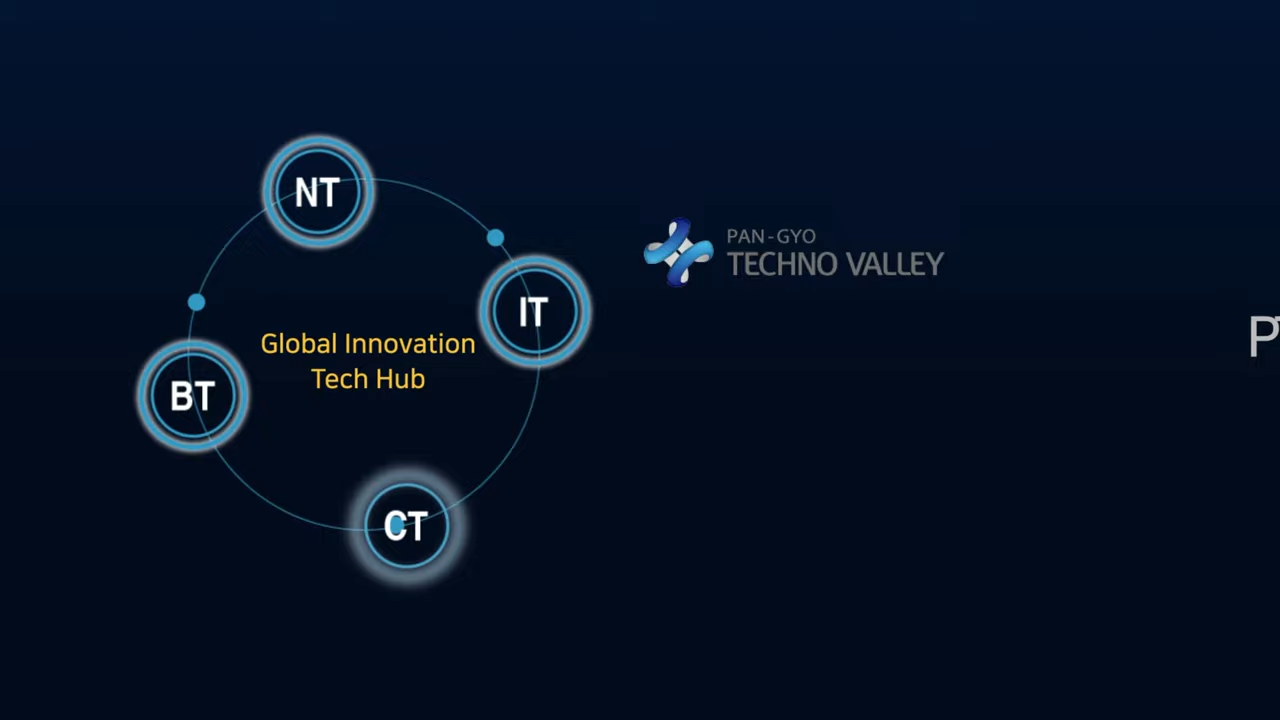 NT
IT
Global Innovation
Tech Hub
BT
CT
PAN-GYO
TECHNO VALLEY